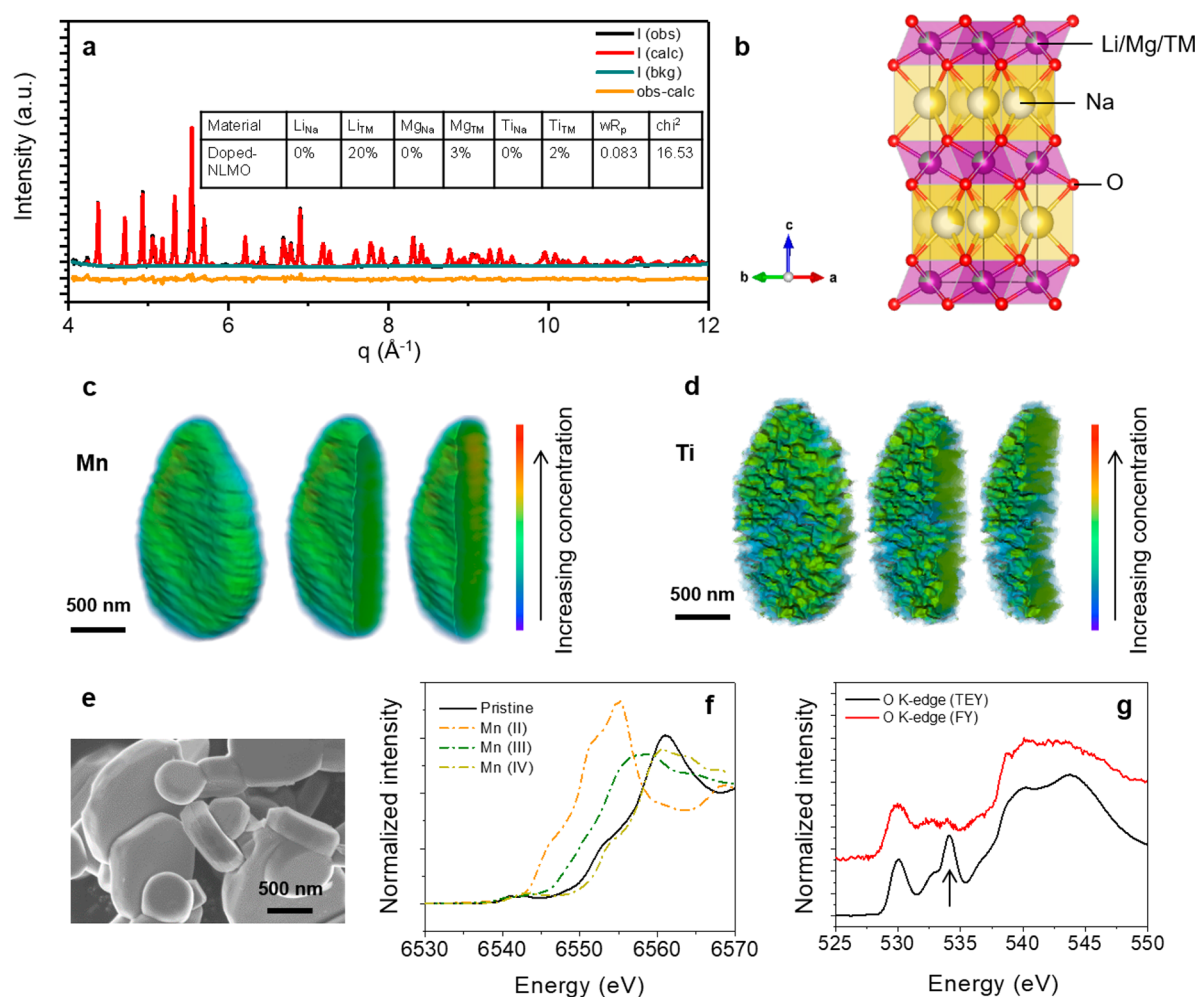 a
I (obs)
I (calc)
I (bkg)
obs-calc
Material Li_Na Li_TM Mg_Na Mg_TM Ti_Na Ti_TM wR_p chi²
Doped-NLMO 0% 20% 0% 3% 0% 2% 0.083 16.53
Intensity (a.u.)
4 6 8 10 12
q (Å⁻¹)
b
Li/Mg/TM
Na
O
c
b a
c
Mn
500 nm
Increasing concentration
d
Ti
500 nm
Increasing concentration
e
500 nm
f
Pristine
Mn (II)
Mn (III)
Mn (IV)
Normalized intensity
6530 6540 6550 6560 6570
Energy (eV)
g
O K-edge (TEY)
O K-edge (FY)
Normalized intensity
525 530 535 540 545 550
Energy (eV)